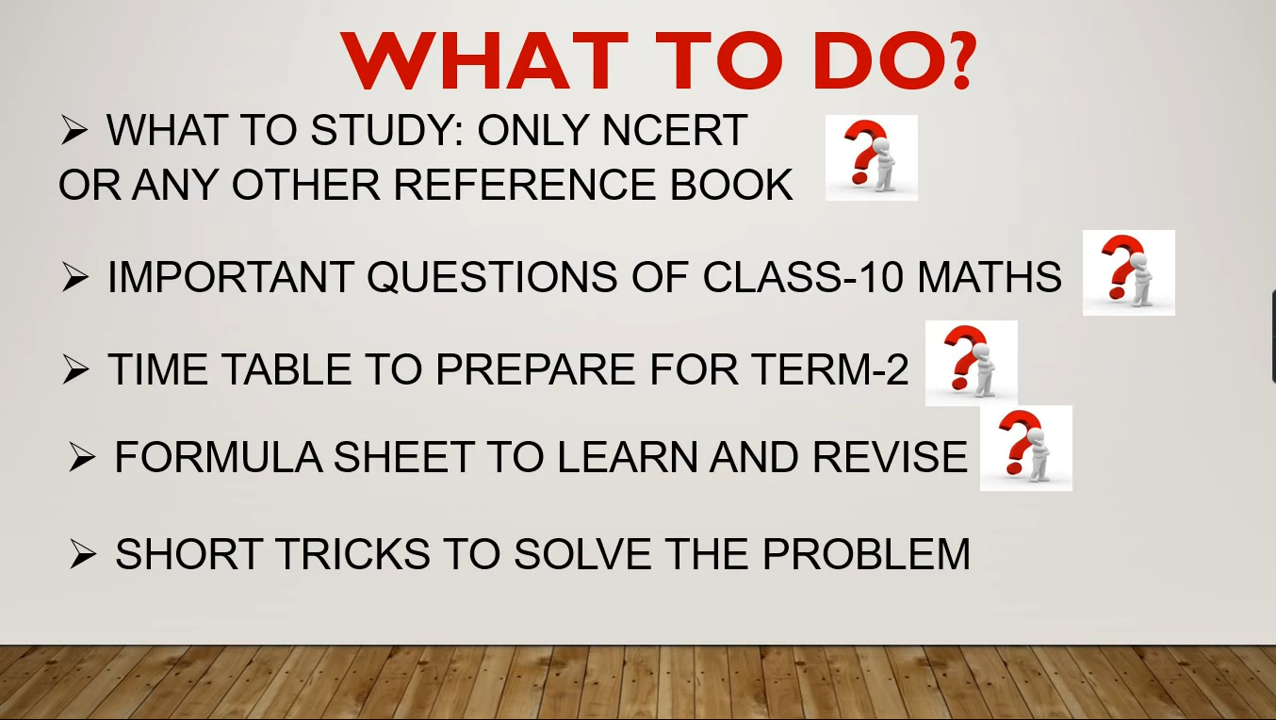 WHAT TO DO?
➢ WHAT TO STUDY: ONLY NCERT
OR ANY OTHER REFERENCE BOOK
➢ IMPORTANT QUESTIONS OF CLASS-10 MATHS
➢ TIME TABLE TO PREPARE FOR TERM-2
➢ FORMULA SHEET TO LEARN AND REVISE
➢ SHORT TRICKS TO SOLVE THE PROBLEM